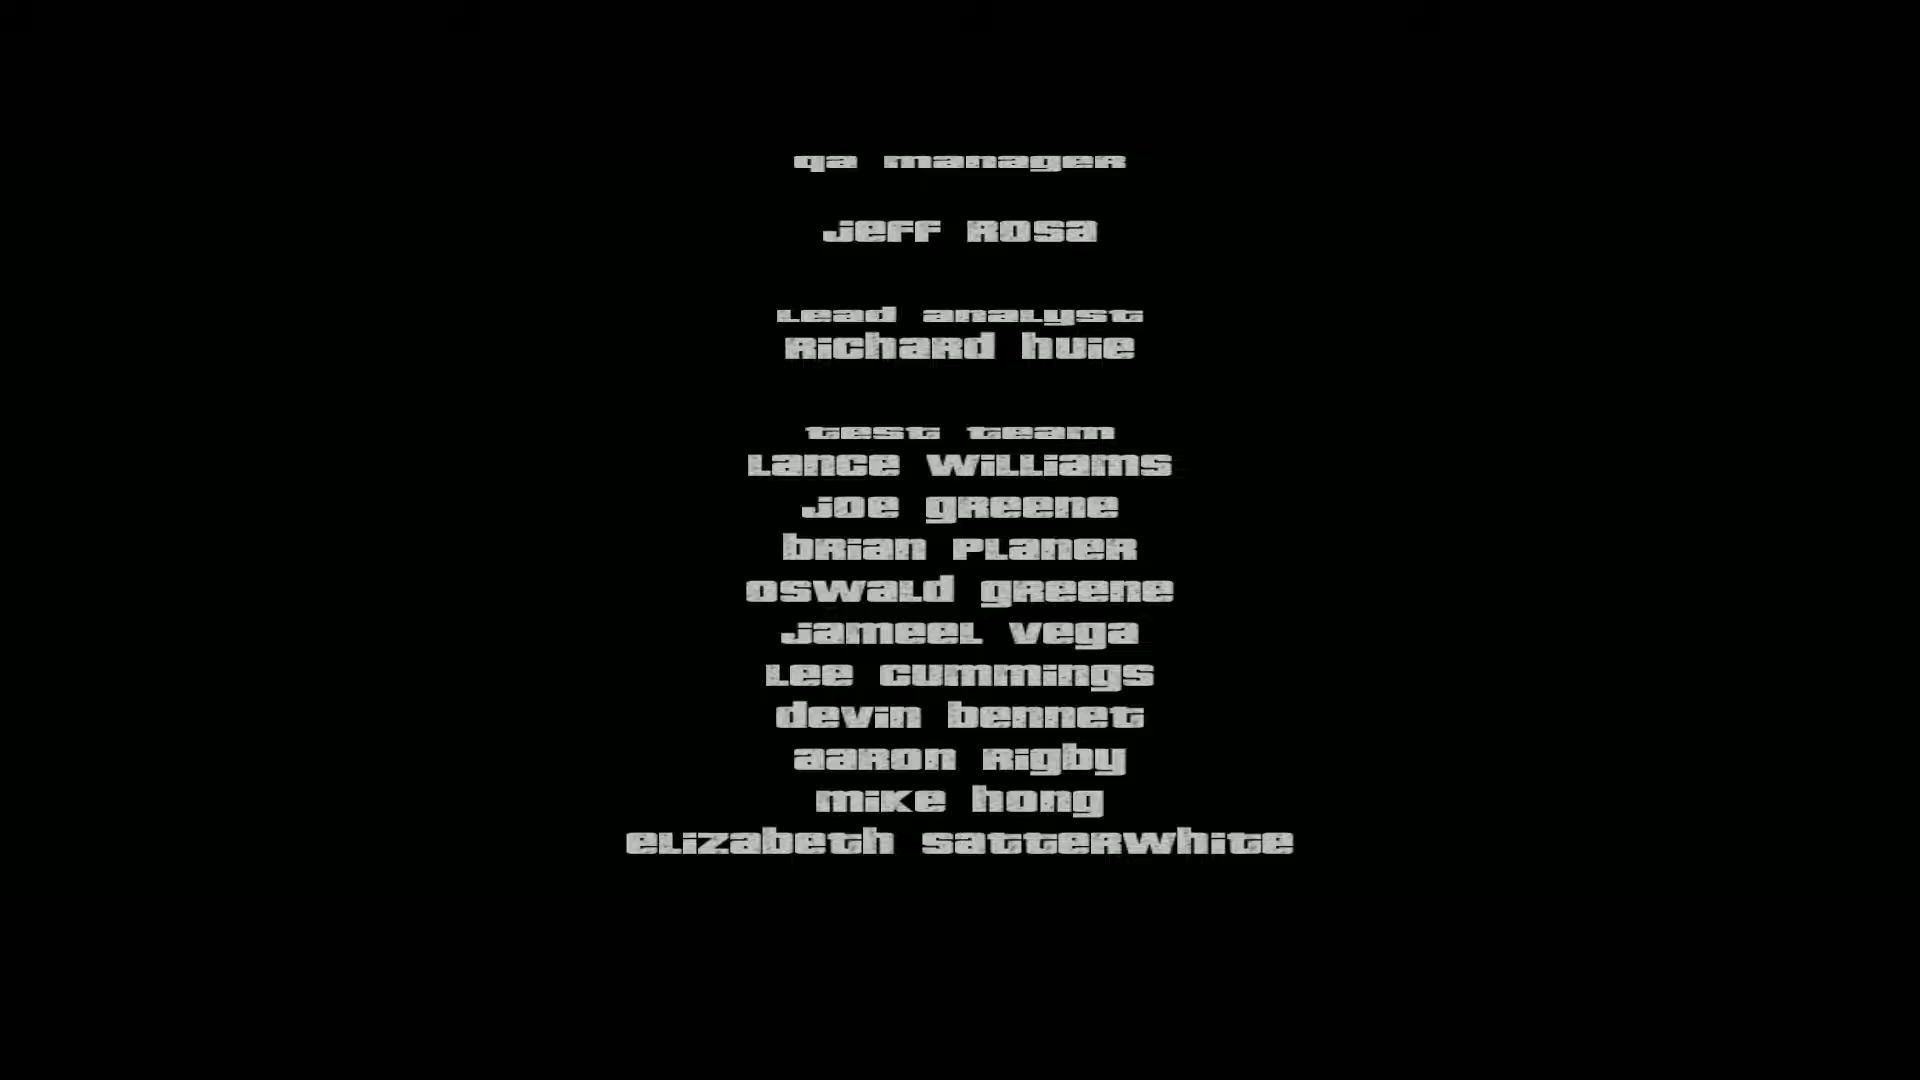 qa manager
Jeff Rosa
Lead analyst
Richard Huie
test team
Lance Williams
Joe Greene
Brian Planer
Oswald Greene
Jameel Vega
Lee Cummings
Devin Bennet
Aaron Rigby
Mike Hong
Elizabeth Satterwhite